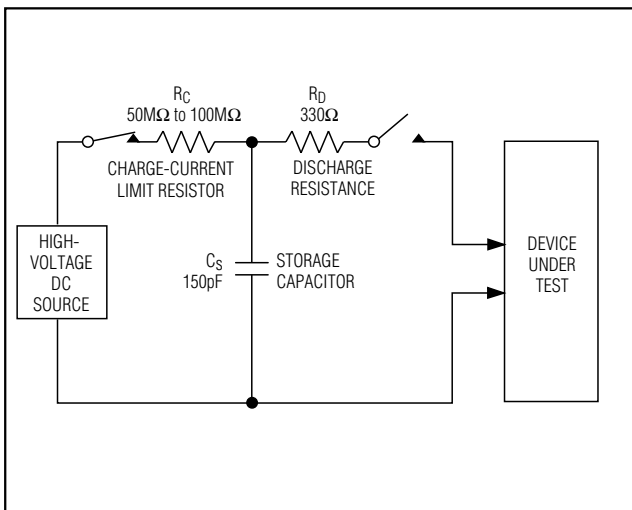 R_C
50MΩ to 100MΩ
CHARGE-CURRENT
LIMIT RESISTOR
R_D
330Ω
DISCHARGE
RESISTANCE
HIGH-
VOLTAGE
DC
SOURCE
C_S
150pF
STORAGE
CAPACITOR
DEVICE
UNDER
TEST